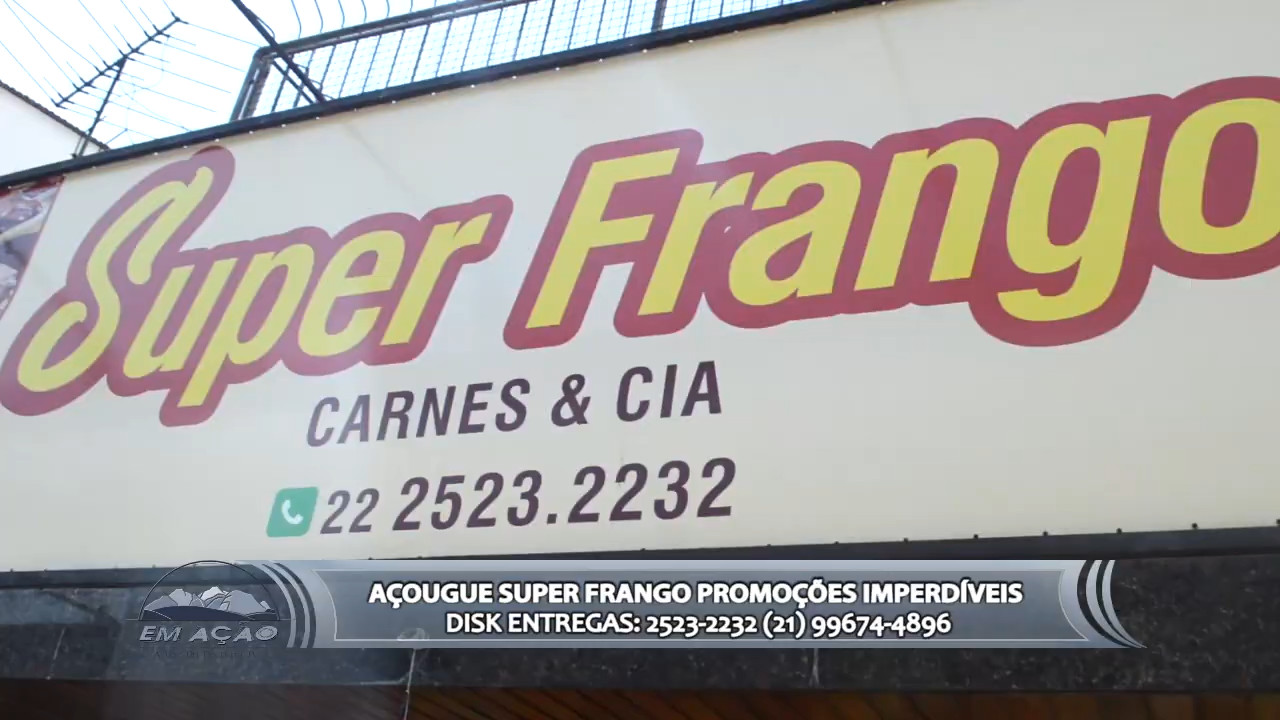 Super Frango
CARNES & CIA
22 2523.2232
AÇOUGUE SUPER FRANGO PROMOÇÕES IMPERDÍVEIS
DISK ENTREGAS: 2523-2232 (21) 99674-4896
EM AÇÃO